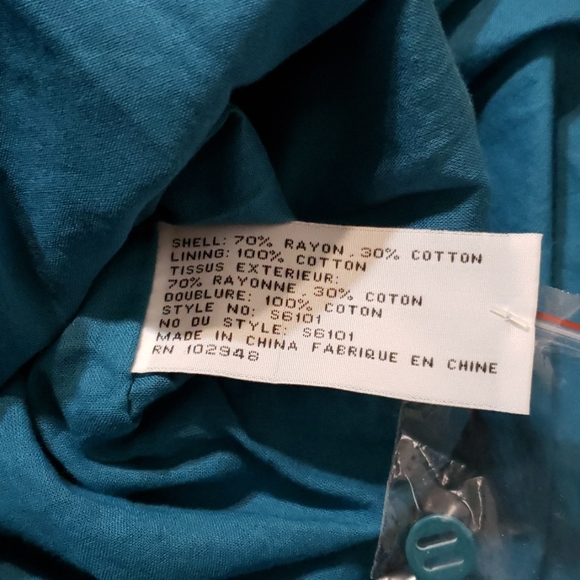 SHELL: 70% RAYON, 30% COTTON
LINING: 100% COTTON
TISSUS EXTERIEUR:
70% RAYONNE, 30% COTON
DOUBLURE: 100% COTON
STYLE NO: S6101
NO DU STYLE: S6101
MADE IN CHINA FABRIQUE EN CHINE
RN 102948